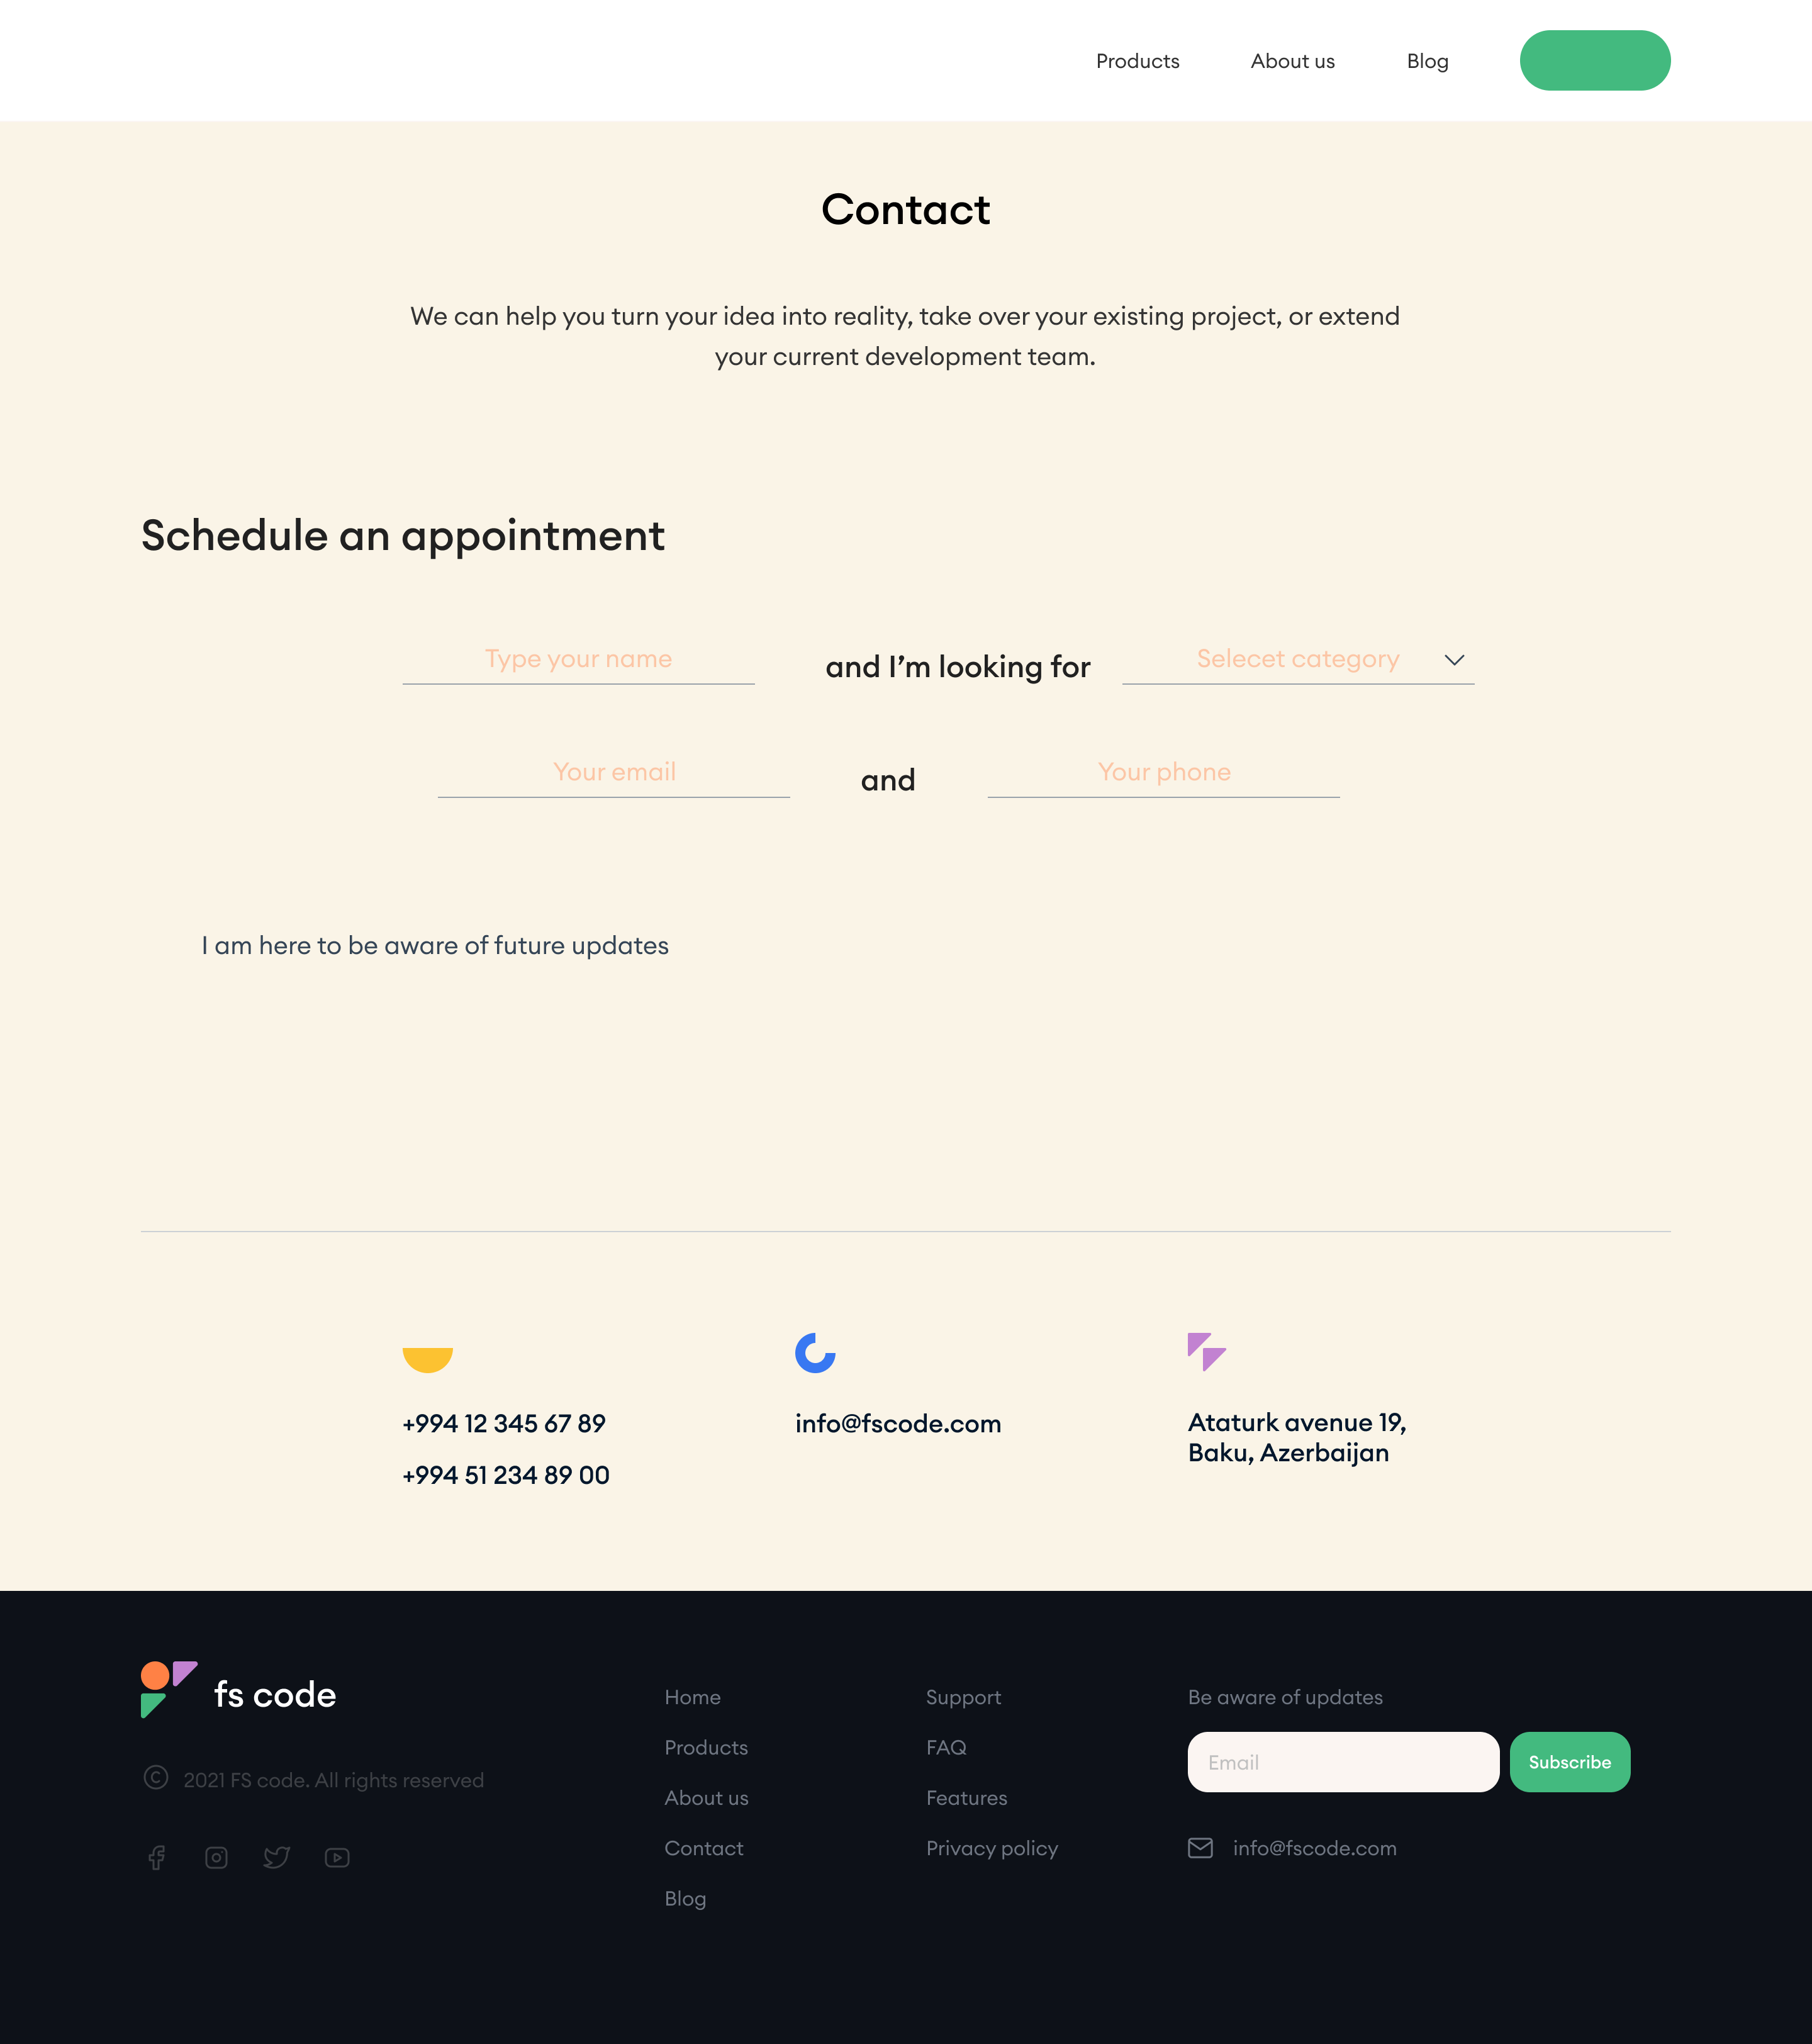 Products
About us
Blog
Contact
We can help you turn your idea into reality, take over your existing project, or extend
your current development team.
Schedule an appointment
Type your name
and I’m looking for
Selecet category
Your email
and
Your phone
I am here to be aware of future updates
+994 12 345 67 89
+994 51 234 89 00
info@fscode.com
Ataturk avenue 19,
Baku, Azerbaijan
fs code
© 2021 FS code. All rights reserved
Home
Products
About us
Contact
Blog
Support
FAQ
Features
Privacy policy
Be aware of updates
Email
Subscribe
info@fscode.com